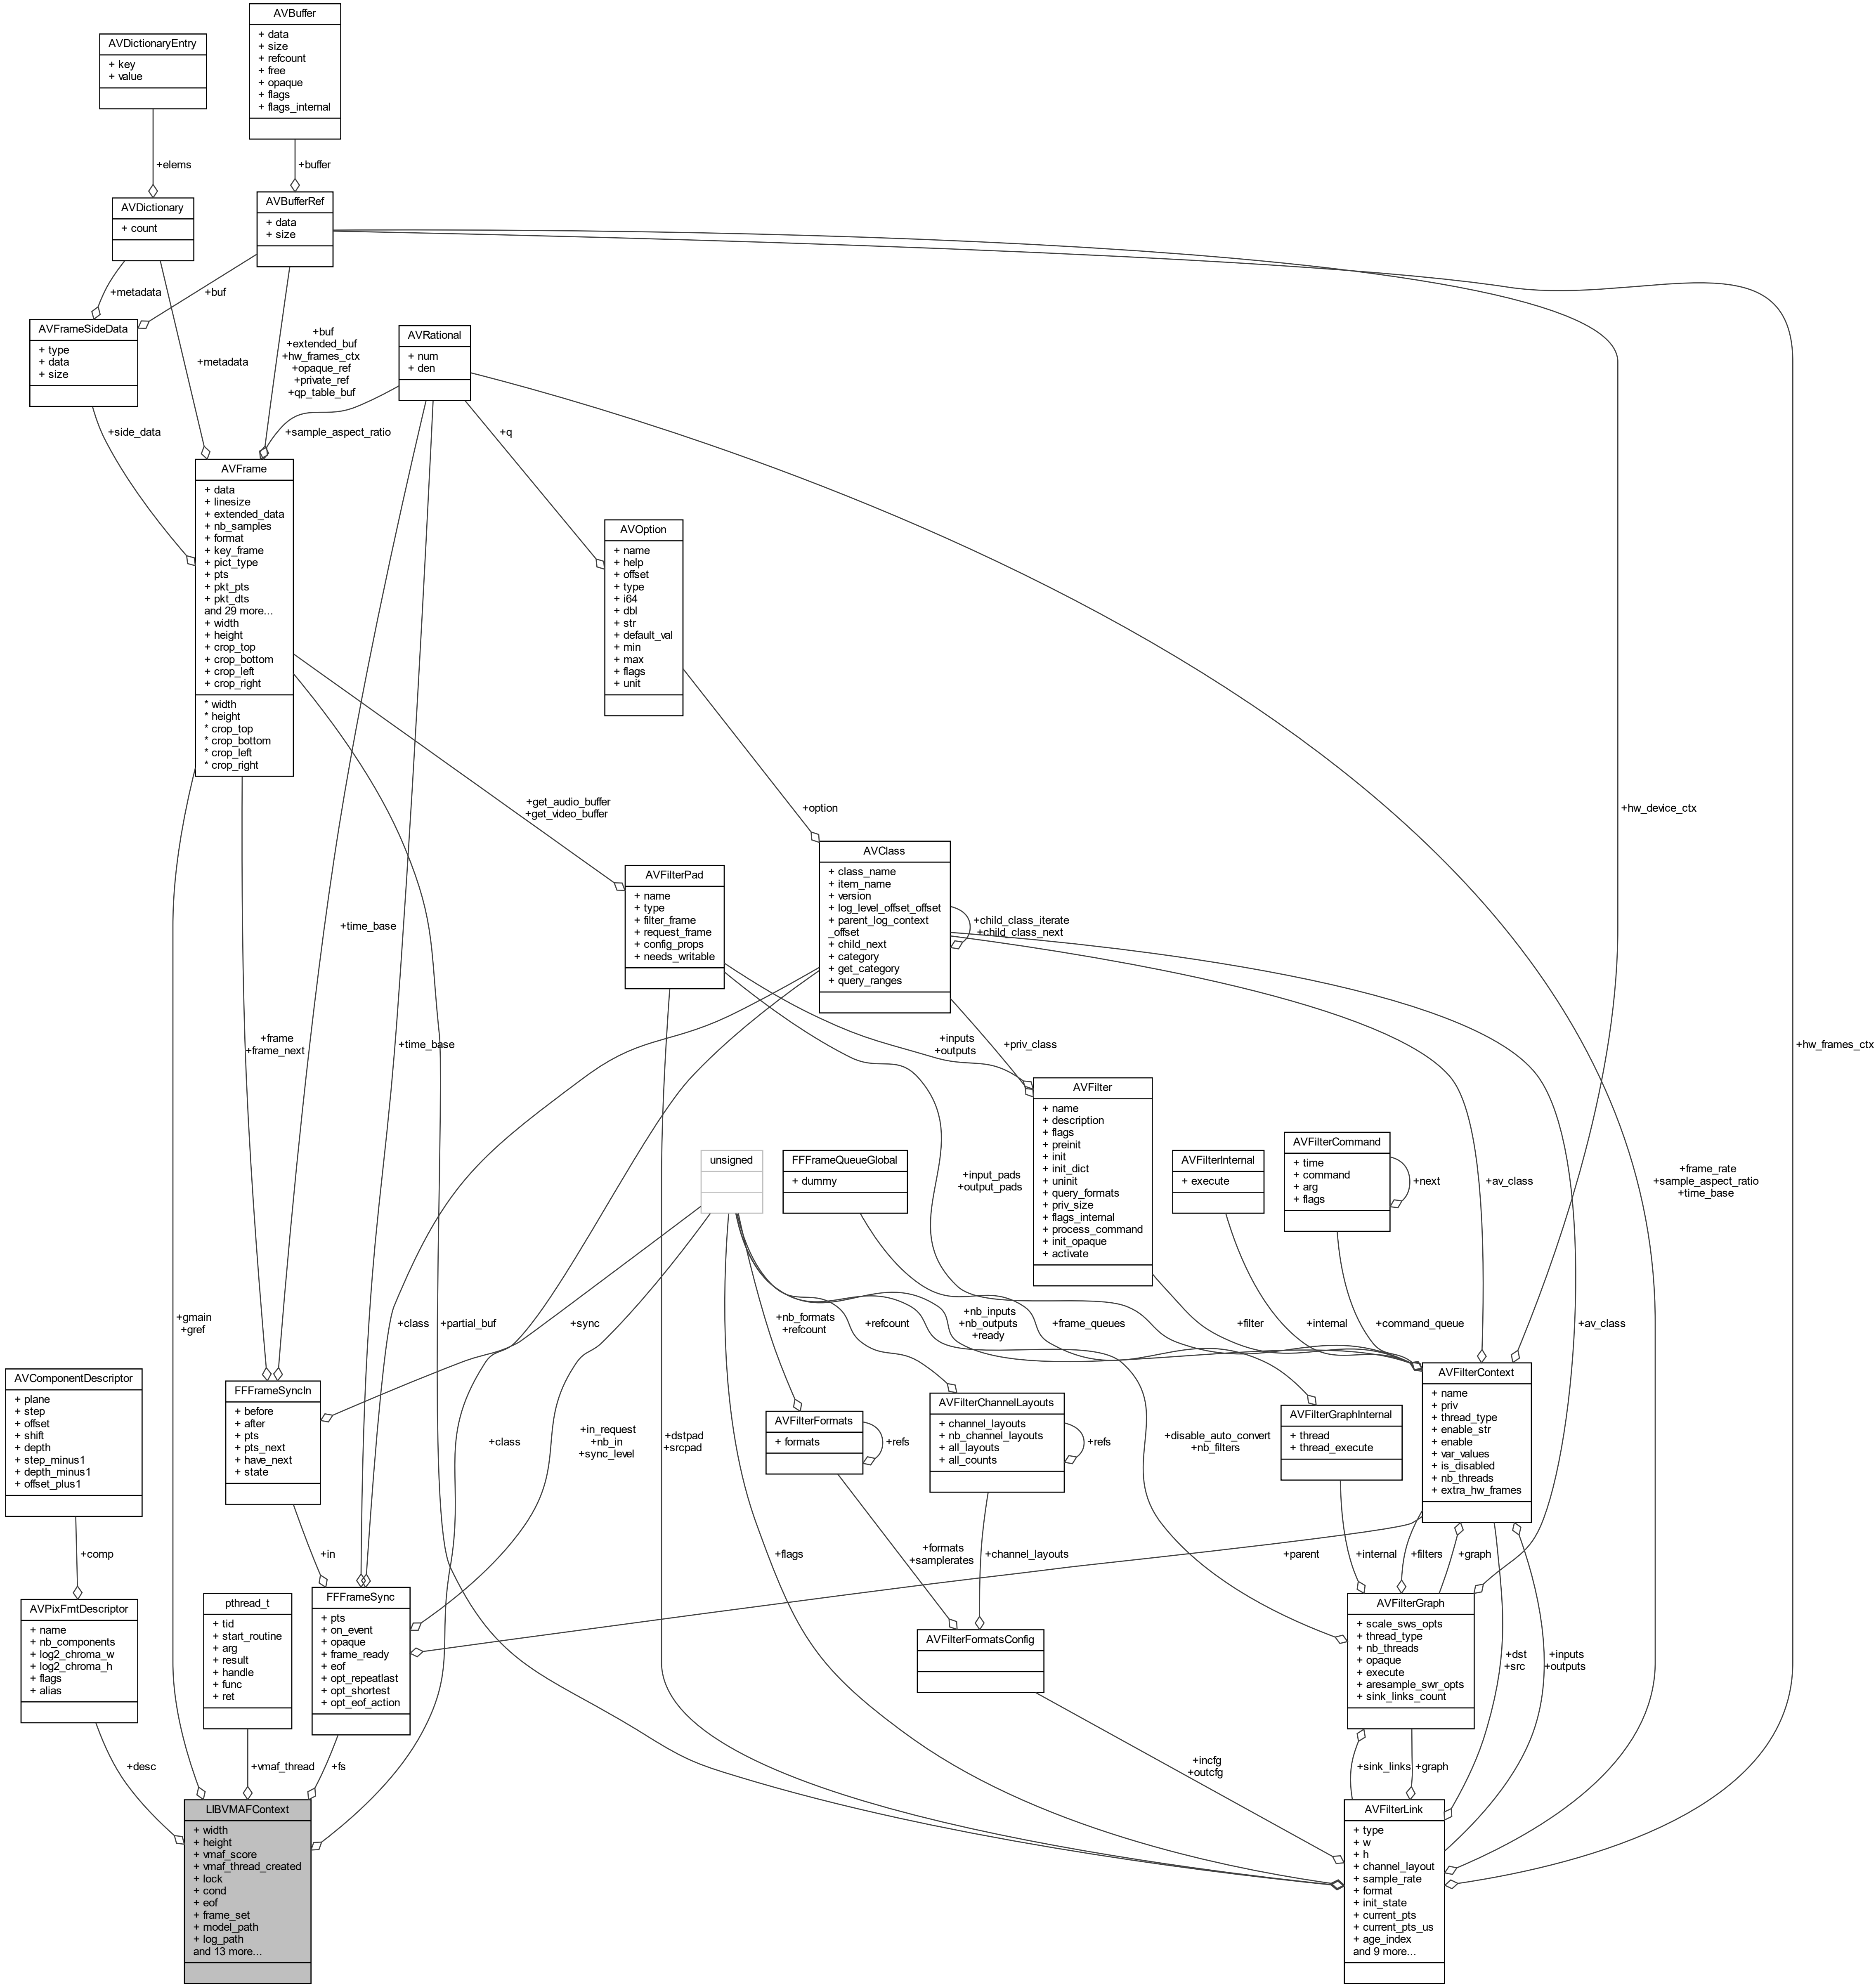 AVBuffer
+ data
+ size
+ refcount
+ free
+ opaque
+ flags
+ flags_internal
AVDictionaryEntry
+ key
+ value
+elems
+buffer
AVDictionary
+ count
AVBufferRef
+ data
+ size
+metadata
+buf
AVFrameSideData
+ type
+ data
+ size
+metadata
+buf
+extended_buf
+hw_frames_ctx
+opaque_ref
+private_ref
+qp_table_buf
AVRational
+ num
+ den
+side_data
+sample_aspect_ratio
+q
AVFrame
+ data
+ linesize
+ extended_data
+ nb_samples
+ format
+ key_frame
+ pict_type
+ pts
+ pkt_pts
+ pkt_dts
and 29 more...
+ width
+ height
+ crop_top
+ crop_bottom
+ crop_left
+ crop_right
* width
* height
* crop_top
* crop_bottom
* crop_left
* crop_right
AVOption
+ name
+ help
+ offset
+ type
+ i64
+ dbl
+ str
+ default_val
+ min
+ max
+ flags
+ unit
+get_audio_buffer
+get_video_buffer
+option
+hw_device_ctx
AVFilterPad
+ name
+ type
+ filter_frame
+ request_frame
+ config_props
+ needs_writable
AVClass
+ class_name
+ item_name
+ version
+ log_level_offset_offset
+ parent_log_context
_offset
+ child_next
+ category
+ get_category
+ query_ranges
+child_class_iterate
+child_class_next
+time_base
+frame
+frame_next
+time_base
+inputs
+outputs
+priv_class
+hw_frames_ctx
AVFilter
+ name
+ description
+ flags
+ preinit
+ init
+ init_dict
+ uninit
+ query_formats
+ priv_size
+ flags_internal
+ process_command
+ init_opaque
+ activate
unsigned
FFFrameQueueGlobal
+ dummy
+input_pads
+output_pads
AVFilterInternal
+ execute
AVFilterCommand
+ time
+ command
+ arg
+ flags
+next
+av_class
+frame_rate
+sample_aspect_ratio
+time_base
+gmain
+gref
+class
+partial_buf
+sync
+nb_formats
+refcount
+refcount
+nb_inputs
+nb_outputs
+ready
+frame_queues
+filter
+internal
+command_queue
+av_class
AVComponentDescriptor
+ plane
+ step
+ offset
+ shift
+ depth
+ step_minus1
+ depth_minus1
+ offset_plus1
FFFrameSyncIn
+ before
+ after
+ pts
+ pts_next
+ have_next
+ state
+class
+in_request
+nb_in
+sync_level
+dstpad
+srcpad
AVFilterFormats
+ formats
+refs
AVFilterChannelLayouts
+ channel_layouts
+ nb_channel_layouts
+ all_layouts
+ all_counts
+refs
+disable_auto_convert
+nb_filters
AVFilterGraphInternal
+ thread
+ thread_execute
AVFilterContext
+ name
+ priv
+ thread_type
+ enable_str
+ enable
+ var_values
+ is_disabled
+ nb_threads
+ extra_hw_frames
+comp
+in
+flags
+formats
+samplerates
+channel_layouts
+parent
+internal
+filters
+graph
AVPixFmtDescriptor
+ name
+ nb_components
+ log2_chroma_w
+ log2_chroma_h
+ flags
+ alias
pthread_t
+ tid
+ start_routine
+ arg
+ result
+ handle
+ func
+ ret
FFFrameSync
+ pts
+ on_event
+ opaque
+ frame_ready
+ eof
+ opt_repeatlast
+ opt_shortest
+ opt_eof_action
AVFilterFormatsConfig
AVFilterGraph
+ scale_sws_opts
+ thread_type
+ nb_threads
+ opaque
+ execute
+ aresample_swr_opts
+ sink_links_count
+dst
+src
+inputs
+outputs
+desc
+vmaf_thread
+fs
+incfg
+outcfg
+sink_links
+graph
LIBVMAFContext
+ width
+ height
+ vmaf_score
+ vmaf_thread_created
+ lock
+ cond
+ eof
+ frame_set
+ model_path
+ log_path
and 13 more...
AVFilterLink
+ type
+ w
+ h
+ channel_layout
+ sample_rate
+ format
+ init_state
+ current_pts
+ current_pts_us
+ age_index
and 9 more...